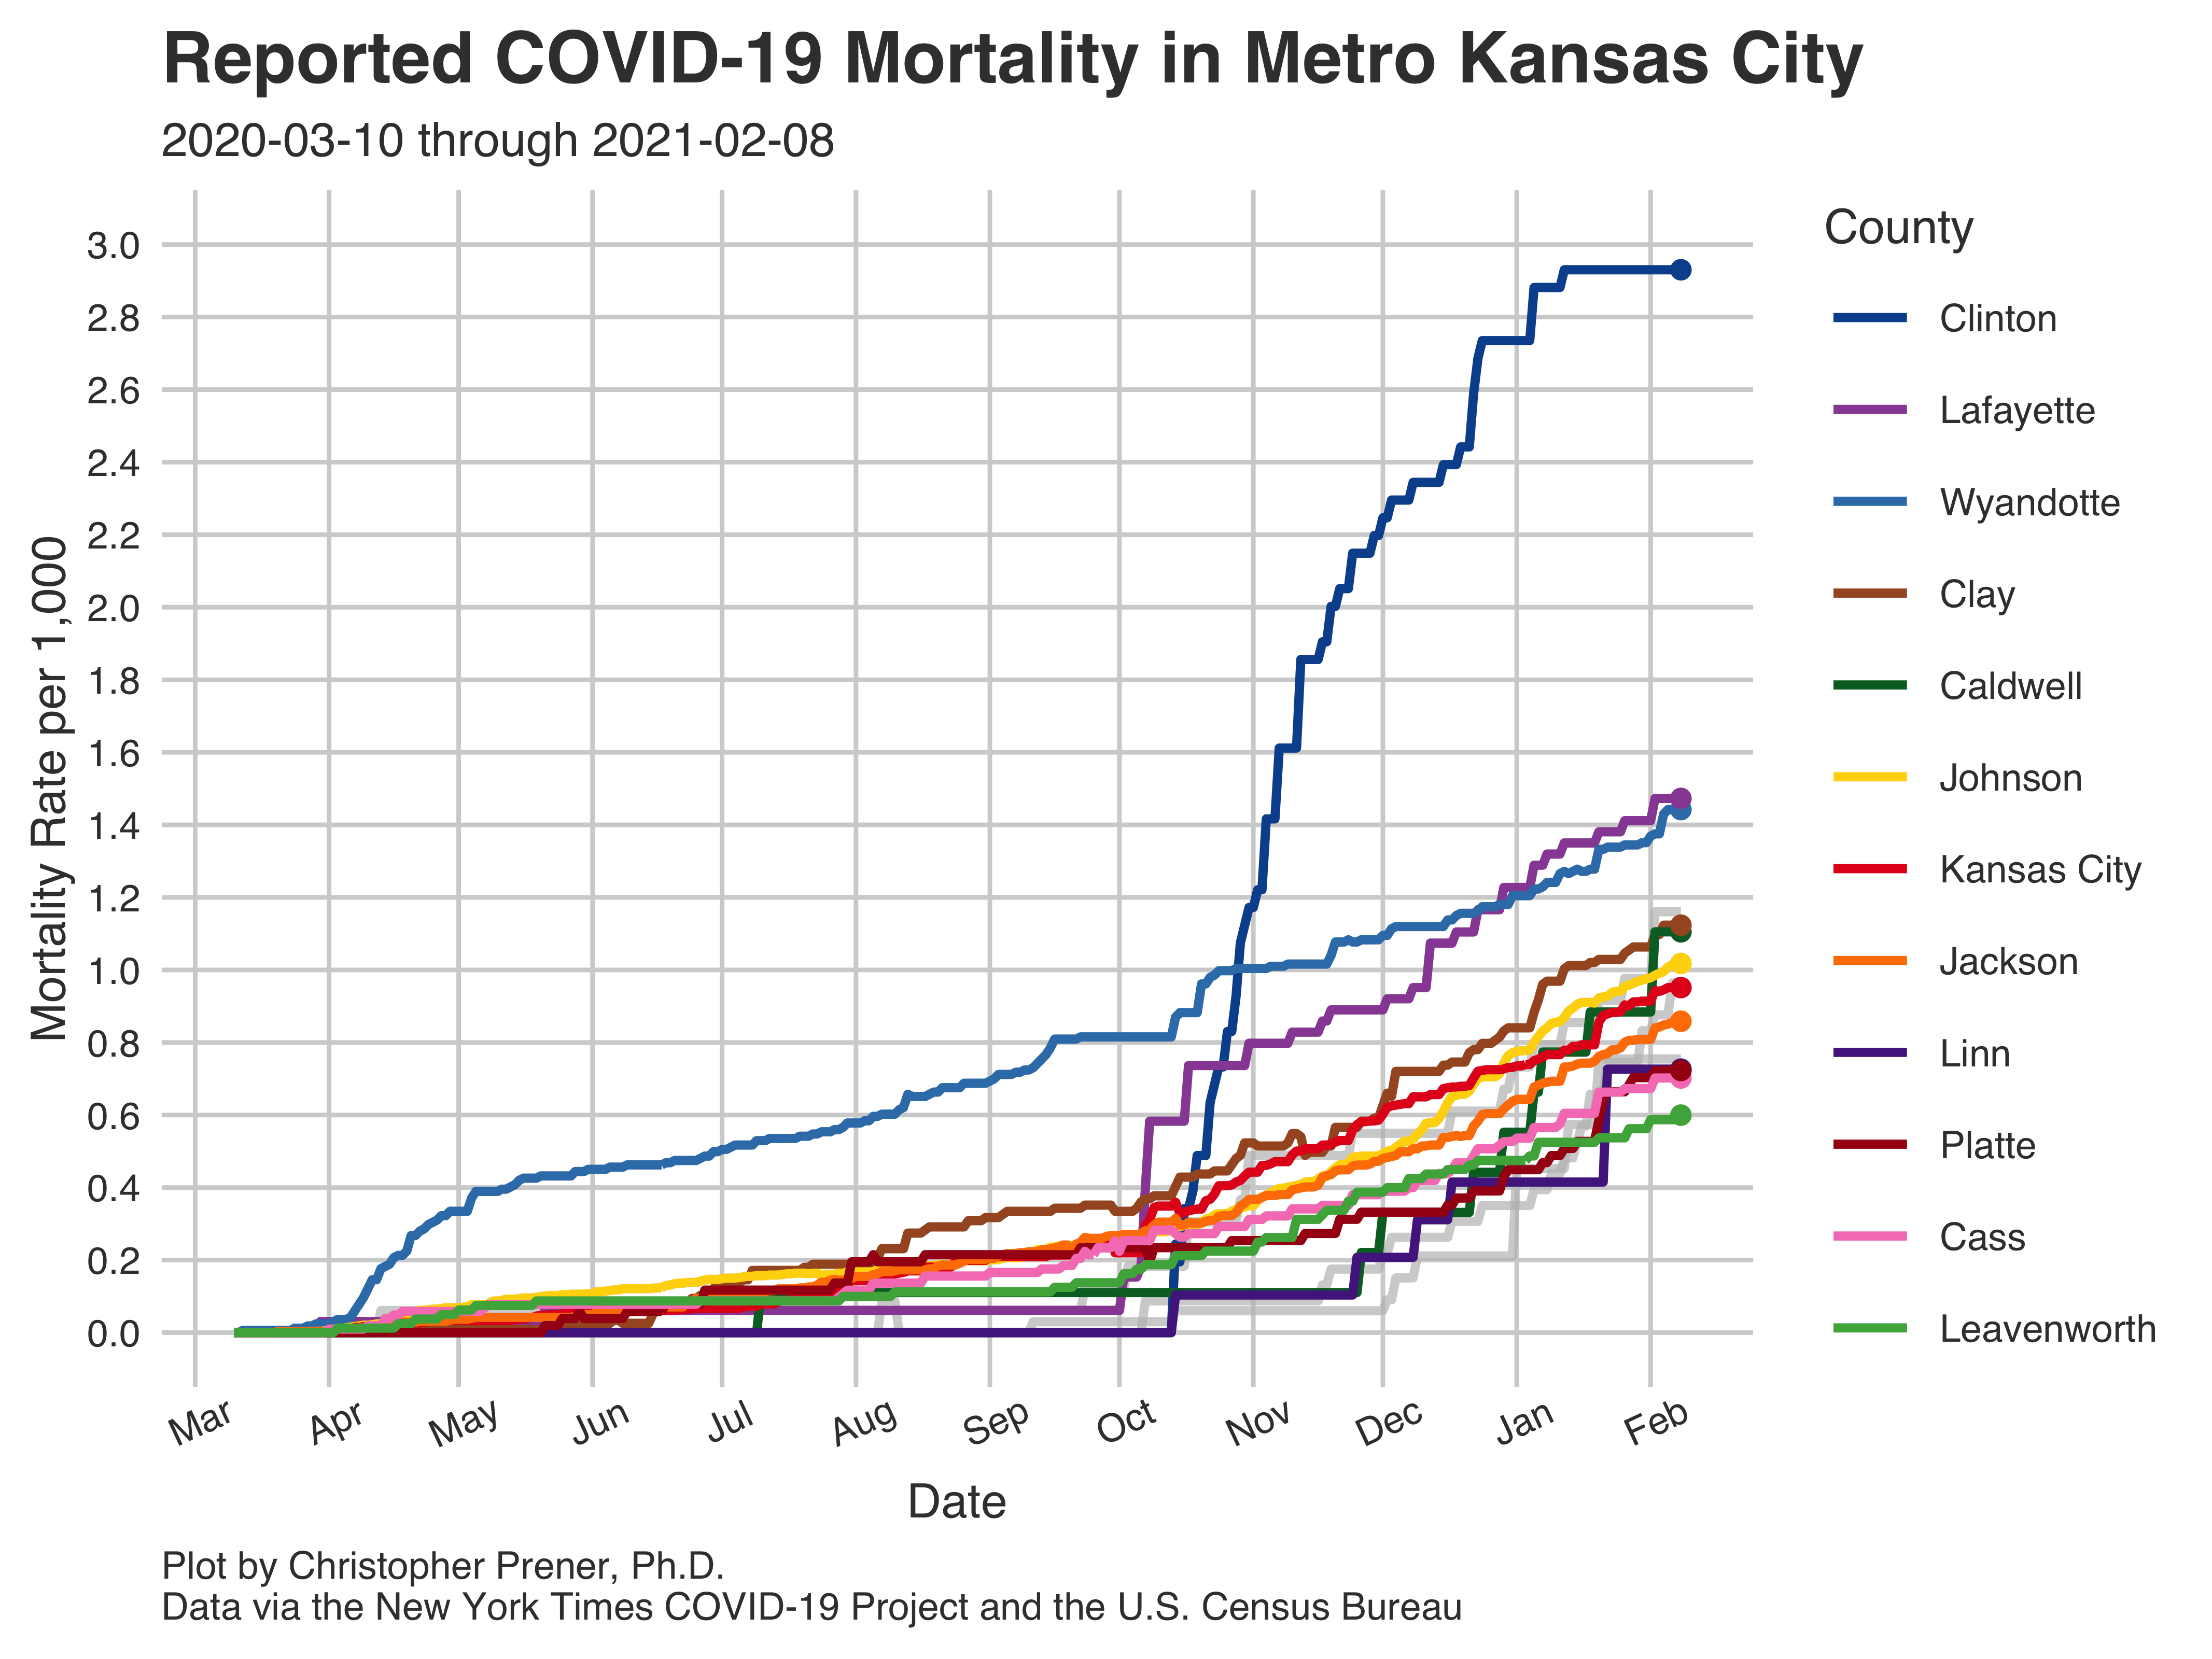 Reported COVID-19 Mortality in Metro Kansas City
2020-03-10 through 2021-02-08
Mortality Rate per 1,000
3.0
2.8
2.6
2.4
2.2
2.0
1.8
1.6
1.4
1.2
1.0
0.8
0.6
0.4
0.2
0.0
Mar Apr May Jun Jul Aug Sep Oct Nov Dec Jan Feb
Date
County
Clinton
Lafayette
Wyandotte
Clay
Caldwell
Johnson
Kansas City
Jackson
Linn
Platte
Cass
Leavenworth
Plot by Christopher Prener, Ph.D.
Data via the New York Times COVID-19 Project and the U.S. Census Bureau